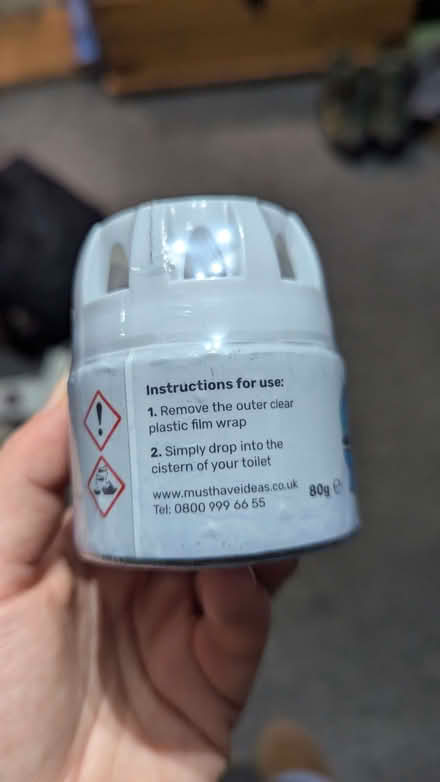 Instructions for use:
1. Remove the outer clear
plastic film wrap
2. Simply drop into the
cistern of your toilet
www.musthaveideas.co.uk
Tel: 0800 999 66 55
80g ℮